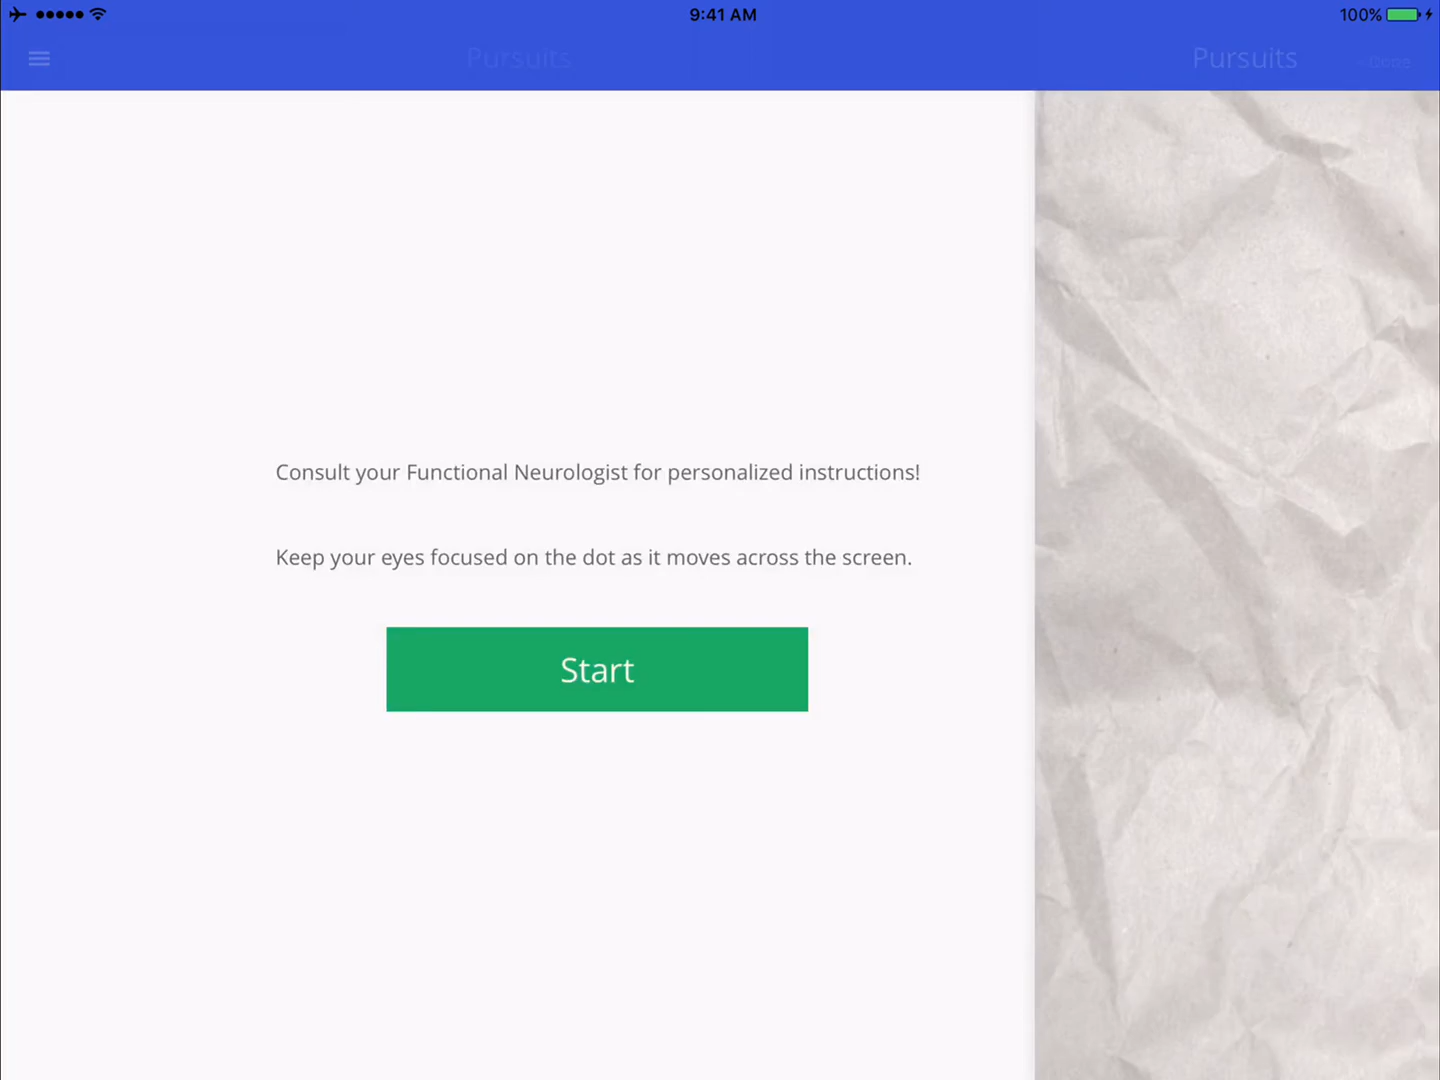 9:41 AM
100%
Pursuits
Pursuits
Done
Consult your Functional Neurologist for personalized instructions!
Keep your eyes focused on the dot as it moves across the screen.
Start